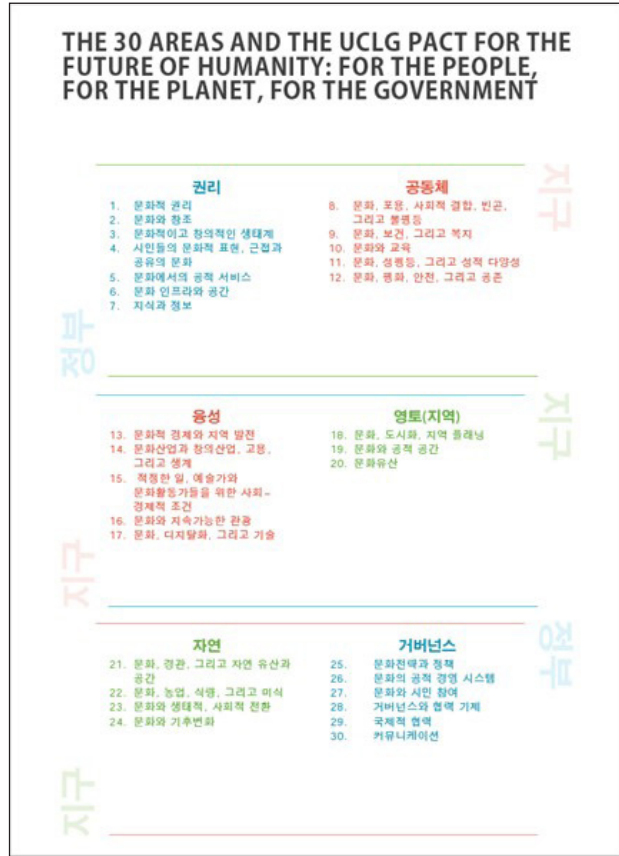 THE 30 AREAS AND THE UCLG PACT FOR THE
FUTURE OF HUMANITY: FOR THE PEOPLE,
FOR THE PLANET, FOR THE GOVERNMENT
지구
권리
1. 문화적 권리
2. 문화와 창조
3. 문화적이고 창의적인 생태계
4. 시민들의 문화적 표현, 근접과
공유의 문화
5. 문화에서의 공적 서비스
6. 문화 인프라와 공간
7. 지식과 정보
공동체
8. 문화, 포용, 사회적 결합, 빈곤,
그리고 불평등
9. 문화, 보건, 그리고 복지
10. 문화와 교육
11. 문화, 성평등, 그리고 성적 다양성
12. 문화, 평화, 안전, 그리고 공존
정부
지구
융성
13. 문화적 경제와 지역 발전
14. 문화산업과 창의산업, 고용,
그리고 생계
15. 적정한 일, 예술가와
문화활동가들을 위한 사회-
경제적 조건
16. 문화와 지속가능한 관광
17. 문화, 디지탈화, 그리고 기술
영토(지역)
18. 문화, 도시화, 지역 플래닝
19. 문화와 공적 공간
20. 문화유산
지구
정부
자연
21. 문화, 경관, 그리고 자연 유산과
공간
22. 문화, 농업, 식량, 그리고 미식
23. 문화와 생태적, 사회적 전환
24. 문화와 기후변화
거버넌스
25. 문화전략과 정책
26. 문화의 공적 경영 시스템
27. 문화와 시민 참여
28. 거버넌스와 협력 기제
29. 국제적 협력
30. 커뮤니케이션
지구